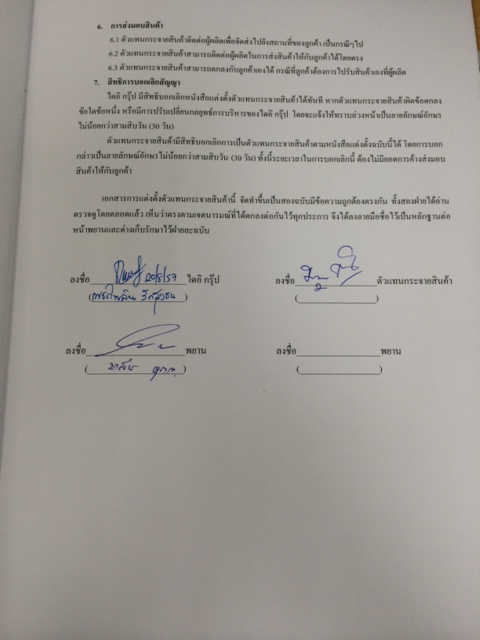 6. การส่งมอบสินค้า
6.1 ตัวแทนกระจายสินค้าติดต่อผู้ผลิตเพื่อจัดส่งไปยังสถานที่ของลูกค้า เป็นกรณีๆไป
6.2 ตัวแทนกระจายสินค้าสามารถติดต่อผู้ผลิตในการส่งสินค้าให้กับลูกค้าได้โดยตรง
6.3 ตัวแทนกระจายสินค้าสามารถตกลงกับลูกค้าเองได้ กรณีที่ลูกค้าต้องการไปรับสินค้าเองที่ผู้ผลิต
7. สิทธิการบอกเลิกสัญญา
ไดอิ กรุ๊ป มีสิทธิบอกเลิกหนังสือแต่งตั้งตัวแทนกระจายสินค้าได้ทันที หากตัวแทนกระจายสินค้าผิดข้อตกลง
ข้อใดข้อหนึ่ง หรือมีการปรับเปลี่ยนกลยุทธ์การบริหารของไดอิ กรุ๊ป โดยจะแจ้งให้ทราบล่วงหน้าเป็นลายลักษณ์อักษร
ไม่น้อยกว่าสามสิบวัน (30 วัน)
ตัวแทนกระจายสินค้ามีสิทธิบอกเลิกการเป็นตัวแทนกระจายสินค้าตามหนังสือแต่งตั้งฉบับนี้ได้ โดยการบอก
กล่าวเป็นลายลักษณ์อักษรไม่น้อยกว่าสามสิบวัน (30 วัน) ทั้งนี้ระยะเวลาในการบอกเลิกนี้ ต้องไม่มียอดการค้างส่งมอบ
สินค้าให้กับลูกค้า
เอกสารการแต่งตั้งตัวแทนกระจายสินค้านี้ จัดทำขึ้นเป็นสองฉบับมีข้อความถูกต้องตรงกัน ทั้งสองฝ่ายได้อ่าน
ตรวจดูโดยตลอดแล้ว เห็นว่าตรงตามเจตนารมณ์ที่ได้ตกลงต่อกันไว้ทุกประการ จึงได้ลงลายมือชื่อไว้เป็นหลักฐานต่อ
หน้าพยานและต่างเก็บรักษาไว้ฝ่ายละฉบับ
ลงชื่อ ไดอิ กรุ๊ป ลงชื่อ ตัวแทนกระจายสินค้า
ลงชื่อ พยาน ลงชื่อ พยาน